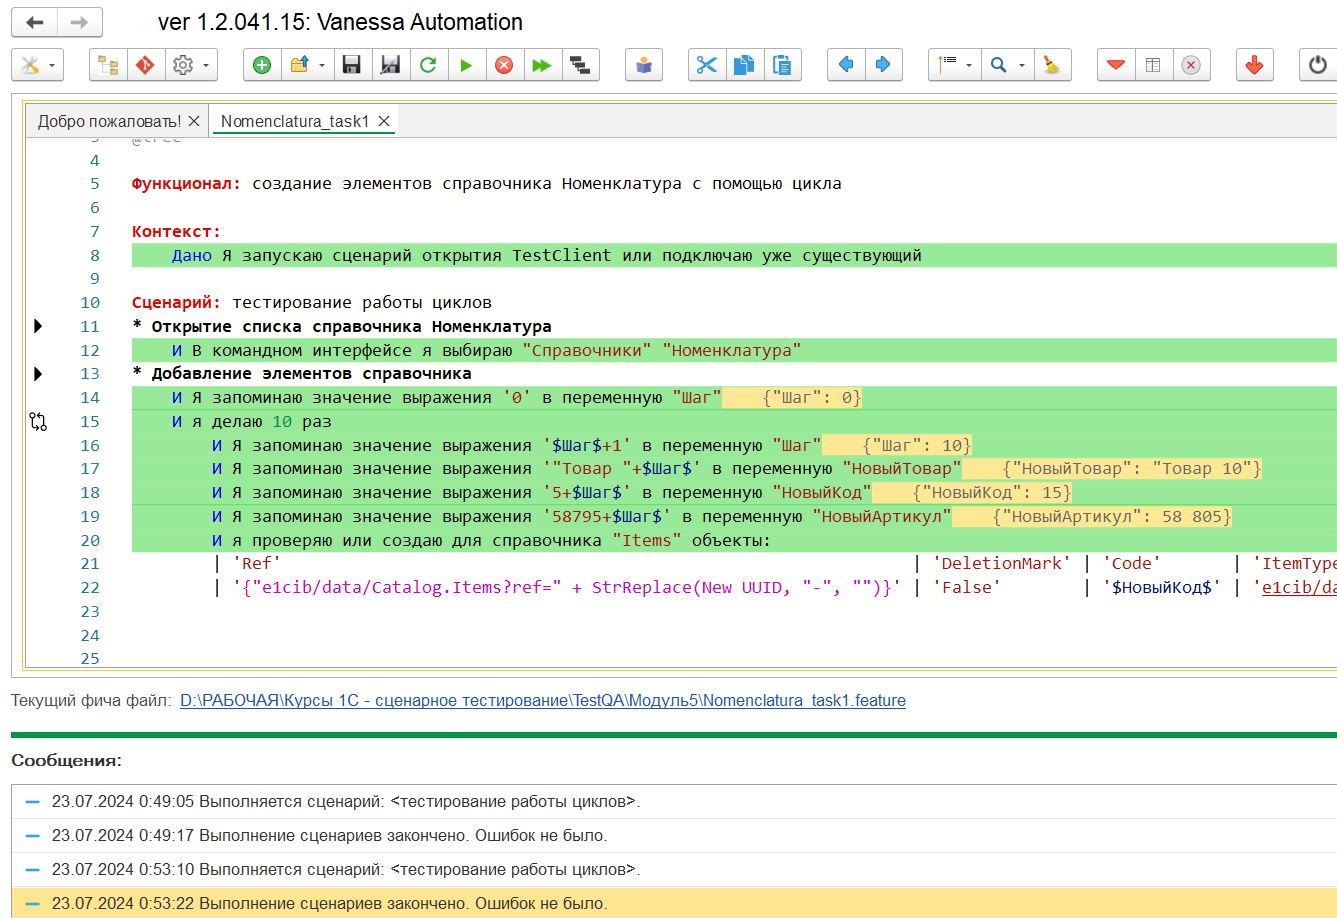 ver 1.2.041.15: Vanessa Automation
Добро пожаловать!
Nomenclatura_task1
3 @tree
4
5 Функционал: создание элементов справочника Номенклатура с помощью цикла
6
7 Контекст:
8 Дано Я запускаю сценарий открытия TestClient или подключаю уже существующий
9
10 Сценарий: тестирование работы циклов
11 * Открытие списка справочника Номенклатура
12 И В командном интерфейсе я выбираю "Справочники" "Номенклатура"
13 * Добавление элементов справочника
14 И Я запоминаю значение выражения '0' в переменную "Шаг" {"Шаг": 0}
15 И я делаю 10 раз
16 И Я запоминаю значение выражения '$Шаг$+1' в переменную "Шаг" {"Шаг": 10}
17 И Я запоминаю значение выражения '"Товар "+$Шаг$' в переменную "НовыйТовар" {"НовыйТовар": "Товар 10"}
18 И Я запоминаю значение выражения '5+$Шаг$' в переменную "НовыйКод" {"НовыйКод": 15}
19 И Я запоминаю значение выражения '58795+$Шаг$' в переменную "НовыйАртикул" {"НовыйАртикул": 58 805}
20 И я проверяю или создаю для справочника "Items" объекты:
21 | 'Ref' | 'DeletionMark' | 'Code' | 'ItemType
22 | '{"e1cib/data/Catalog.Items?ref=" + StrReplace(New UUID, "-", "")}' | 'False' | '$НовыйКод$' | 'e1cib/da
23
24
25
Текущий фича файл: D:\РАБОЧАЯ\Курсы 1С - сценарное тестирование\TestQA\Модуль5\Nomenclatura_task1.feature
Сообщения:
23.07.2024 0:49:05 Выполняется сценарий: <тестирование работы циклов>.
23.07.2024 0:49:17 Выполнение сценариев закончено. Ошибок не было.
23.07.2024 0:53:10 Выполняется сценарий: <тестирование работы циклов>.
23.07.2024 0:53:22 Выполнение сценариев закончено. Ошибок не было.